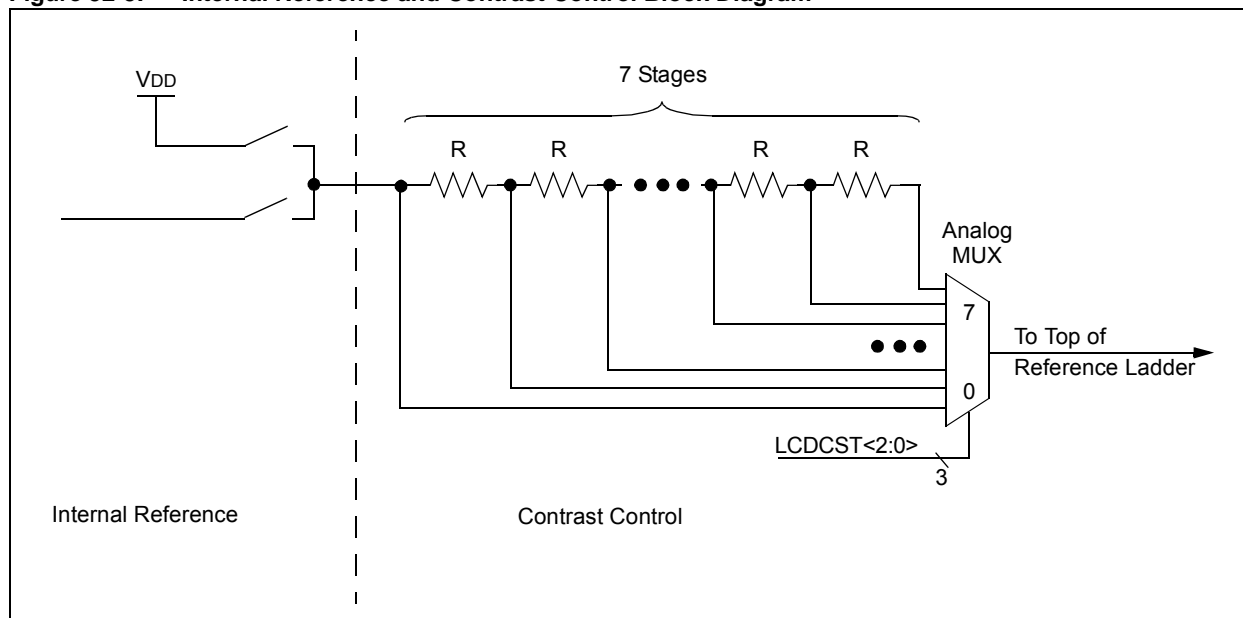 VDD
7 Stages
R R R R
Analog
MUX
7
To Top of
Reference Ladder
0
LCDCST<2:0>
3
Internal Reference
Contrast Control